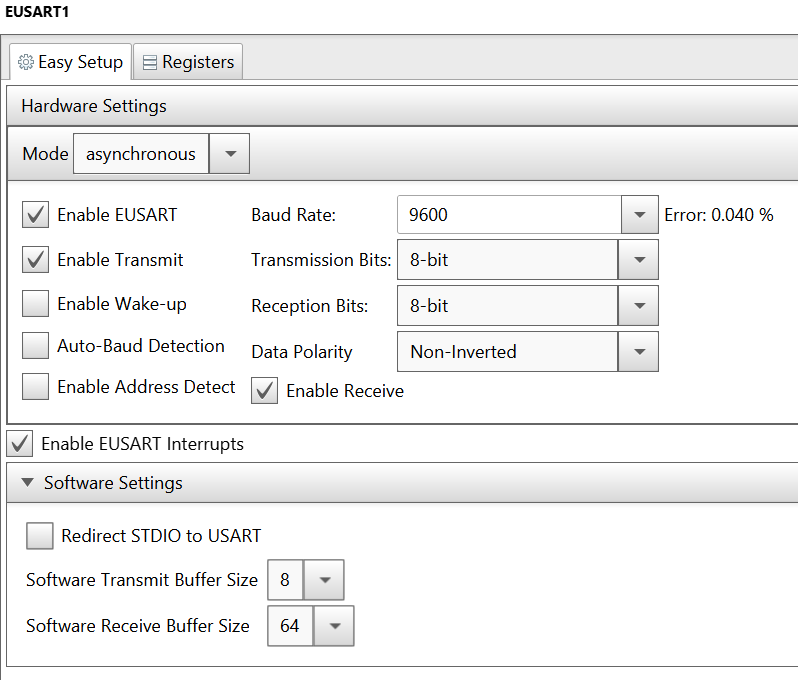 EUSART1
Easy Setup Registers
Hardware Settings
Mode asynchronous
Enable EUSART Baud Rate: 9600 Error: 0.040 %
Enable Transmit Transmission Bits: 8-bit
Enable Wake-up Reception Bits: 8-bit
Auto-Baud Detection Data Polarity Non-Inverted
Enable Address Detect Enable Receive
Enable EUSART Interrupts
Software Settings
Redirect STDIO to USART
Software Transmit Buffer Size 8
Software Receive Buffer Size 64